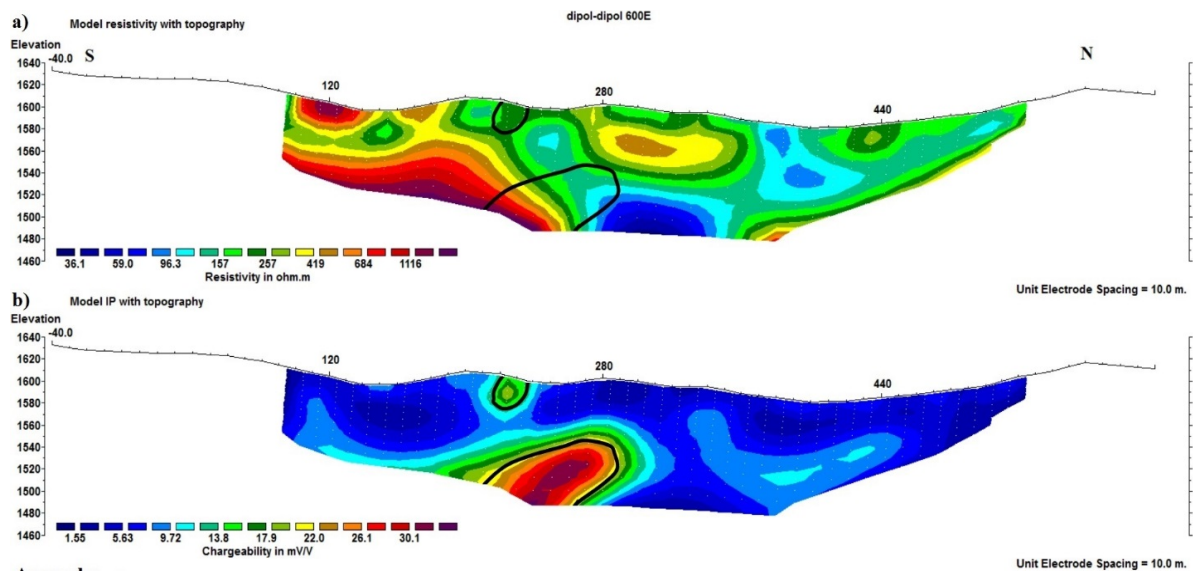 a)
Model resistivity with topography
dipol-dipol 600E
Elevation
-40.0
S
N
1640
1620
1600
1580
1560
1540
1520
1500
1480
1460
120
280
440
36.1 59.0 96.3 157 257 419 684 1116
Resistivity in ohm.m
Unit Electrode Spacing = 10.0 m.
b)
Model IP with topography
Elevation
-40.0
1640
1620
1600
1580
1560
1540
1520
1500
1480
1460
120
280
440
1.55 5.63 9.72 13.8 17.9 22.0 26.1 30.1
Chargeability in mV/V
Unit Electrode Spacing = 10.0 m.